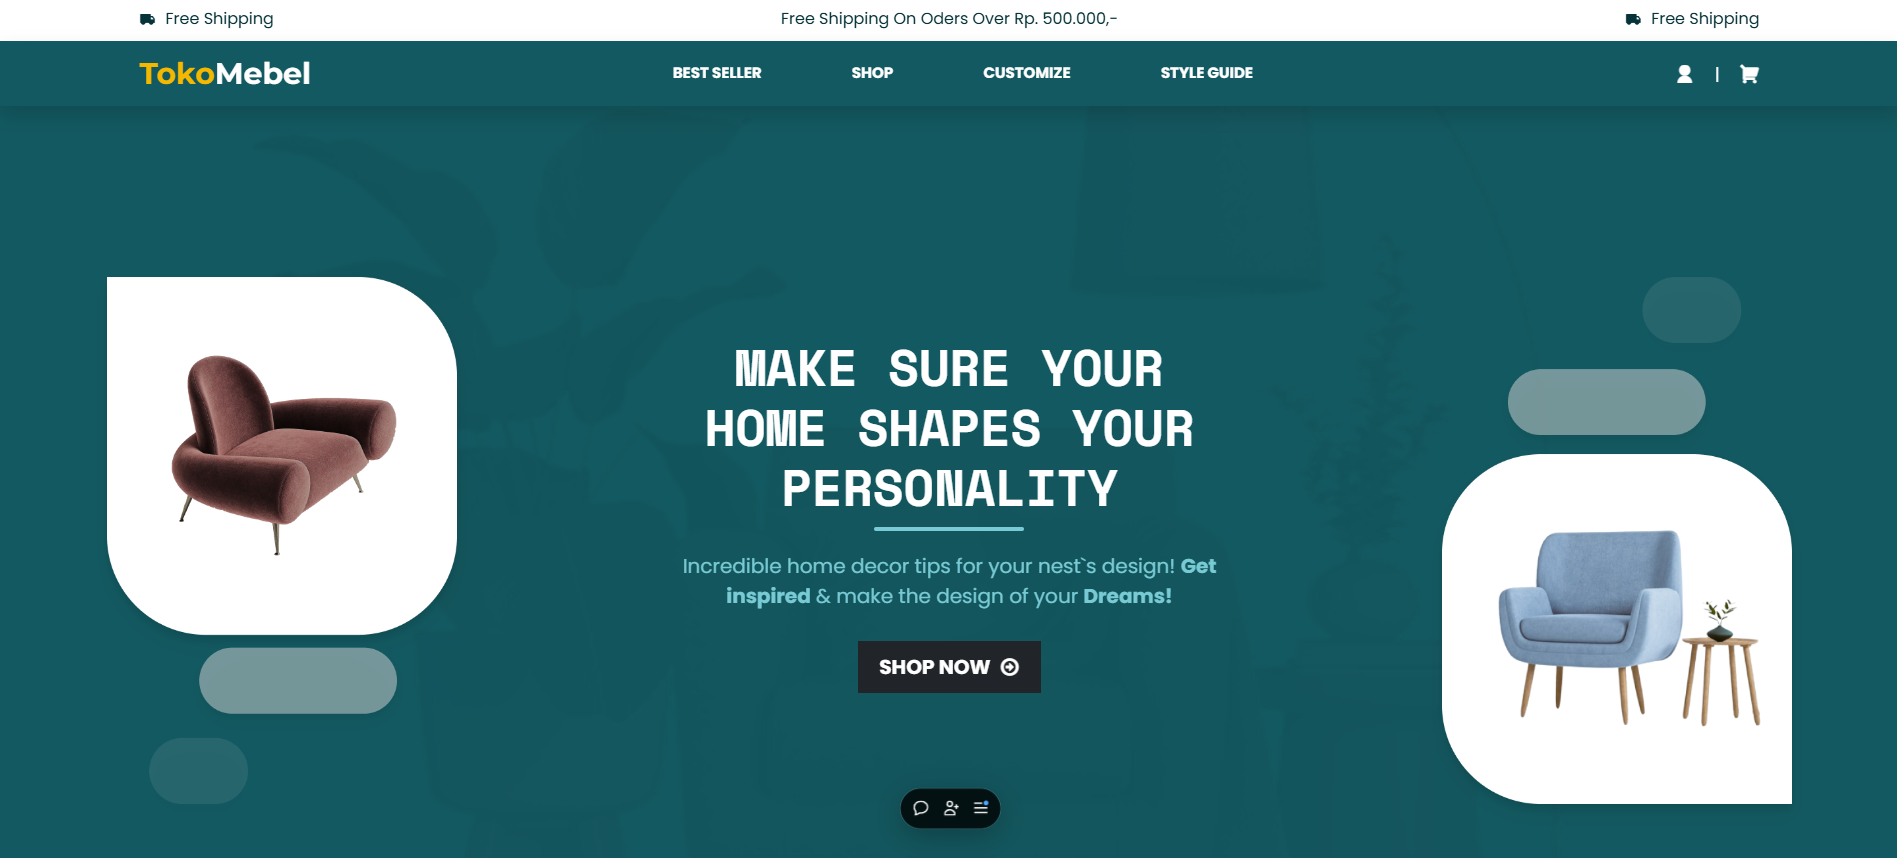 Free Shipping
Free Shipping On Oders Over Rp. 500.000,-
Free Shipping
TokoMebel
BEST SELLER
SHOP
CUSTOMIZE
STYLE GUIDE
|
MAKE SURE YOUR
HOME SHAPES YOUR
PERSONALITY
Incredible home decor tips for your nest`s design! Get
inspired & make the design of your Dreams!
SHOP NOW